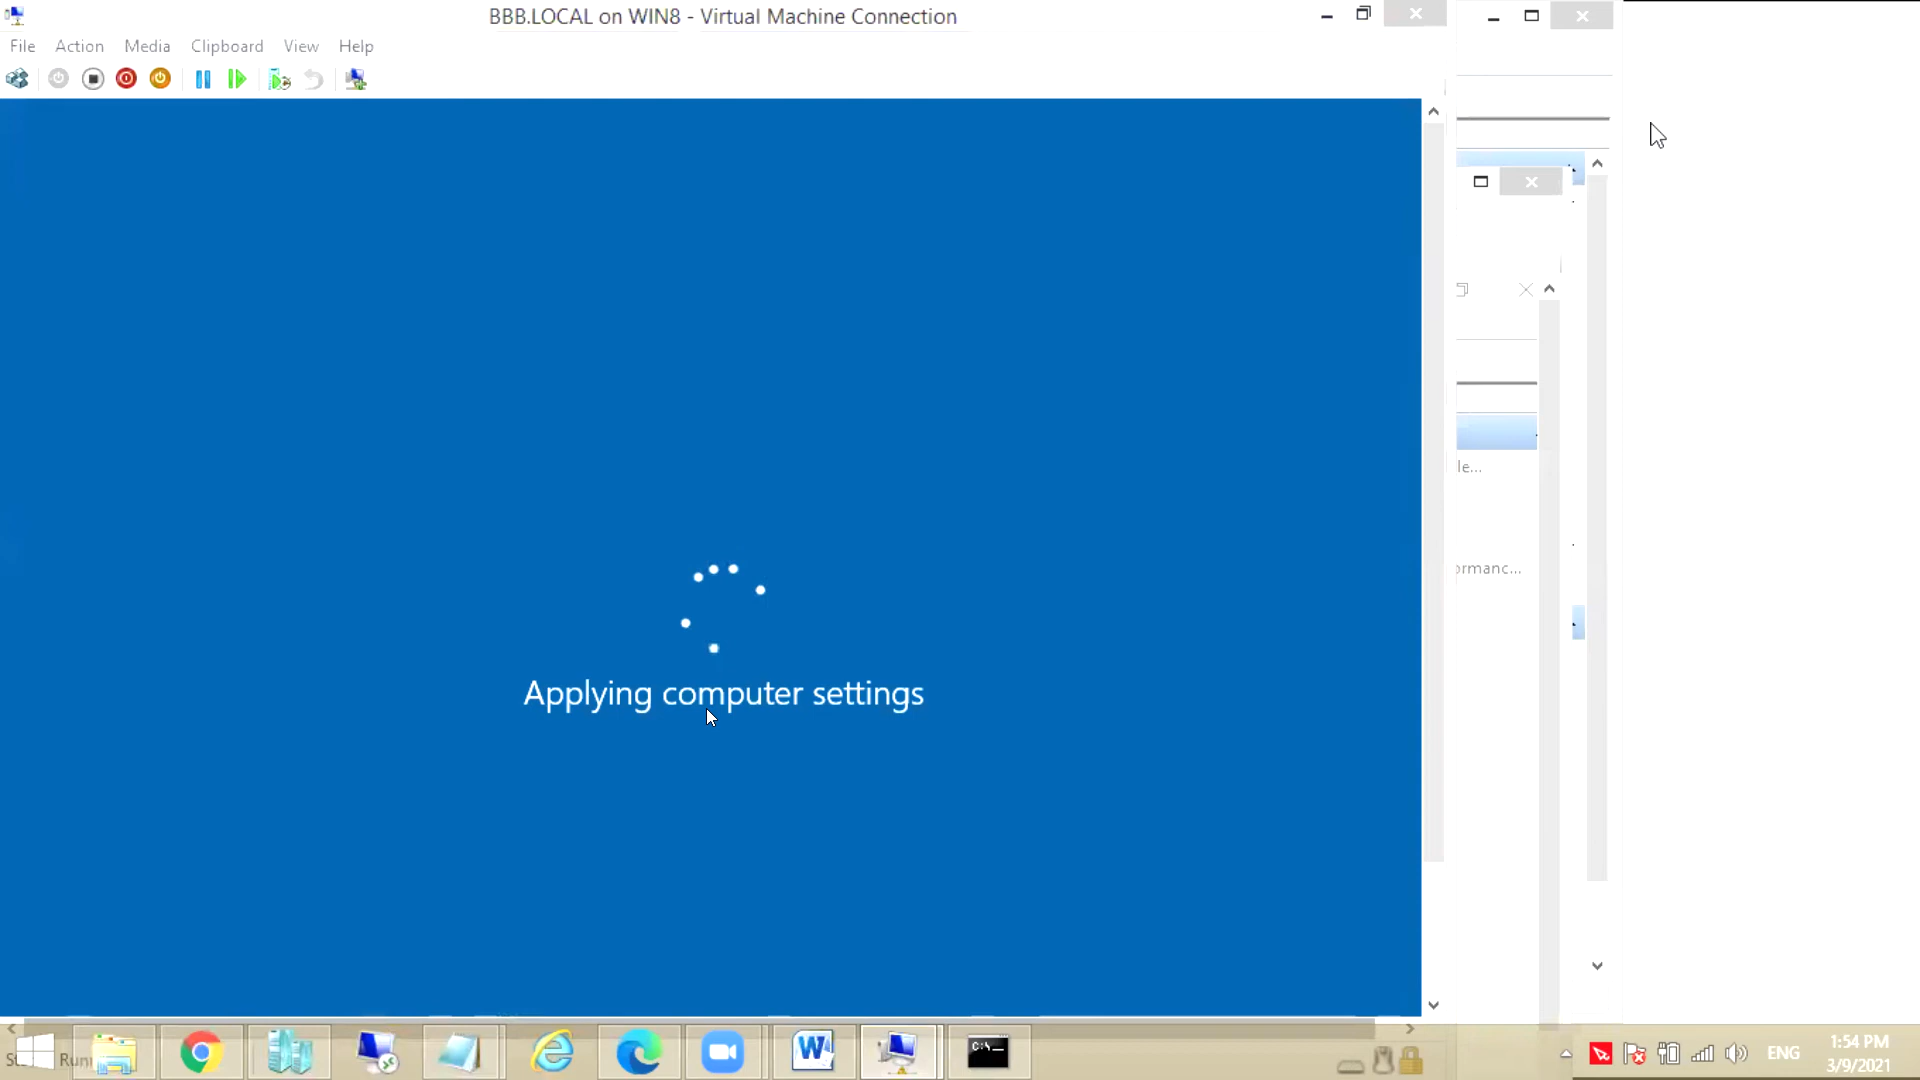 BBB.LOCAL on WIN8 - Virtual Machine Connection
File Action Media Clipboard View Help
le...
ormanc...
Applying computer settings
C:\_
ENG
1:54 PM
3/9/2021